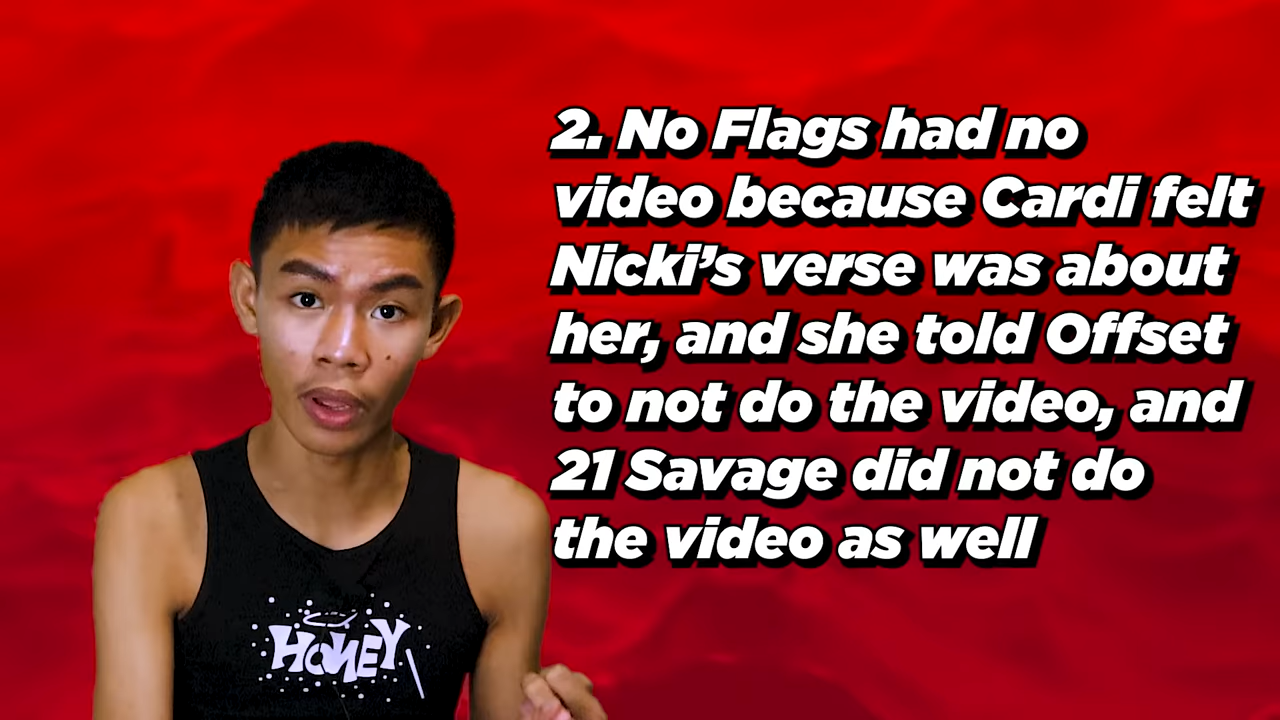 2. No Flags had no
video because Cardi felt
Nicki’s verse was about
her, and she told Offset
to not do the video, and
21 Savage did not do
the video as well
HONEY